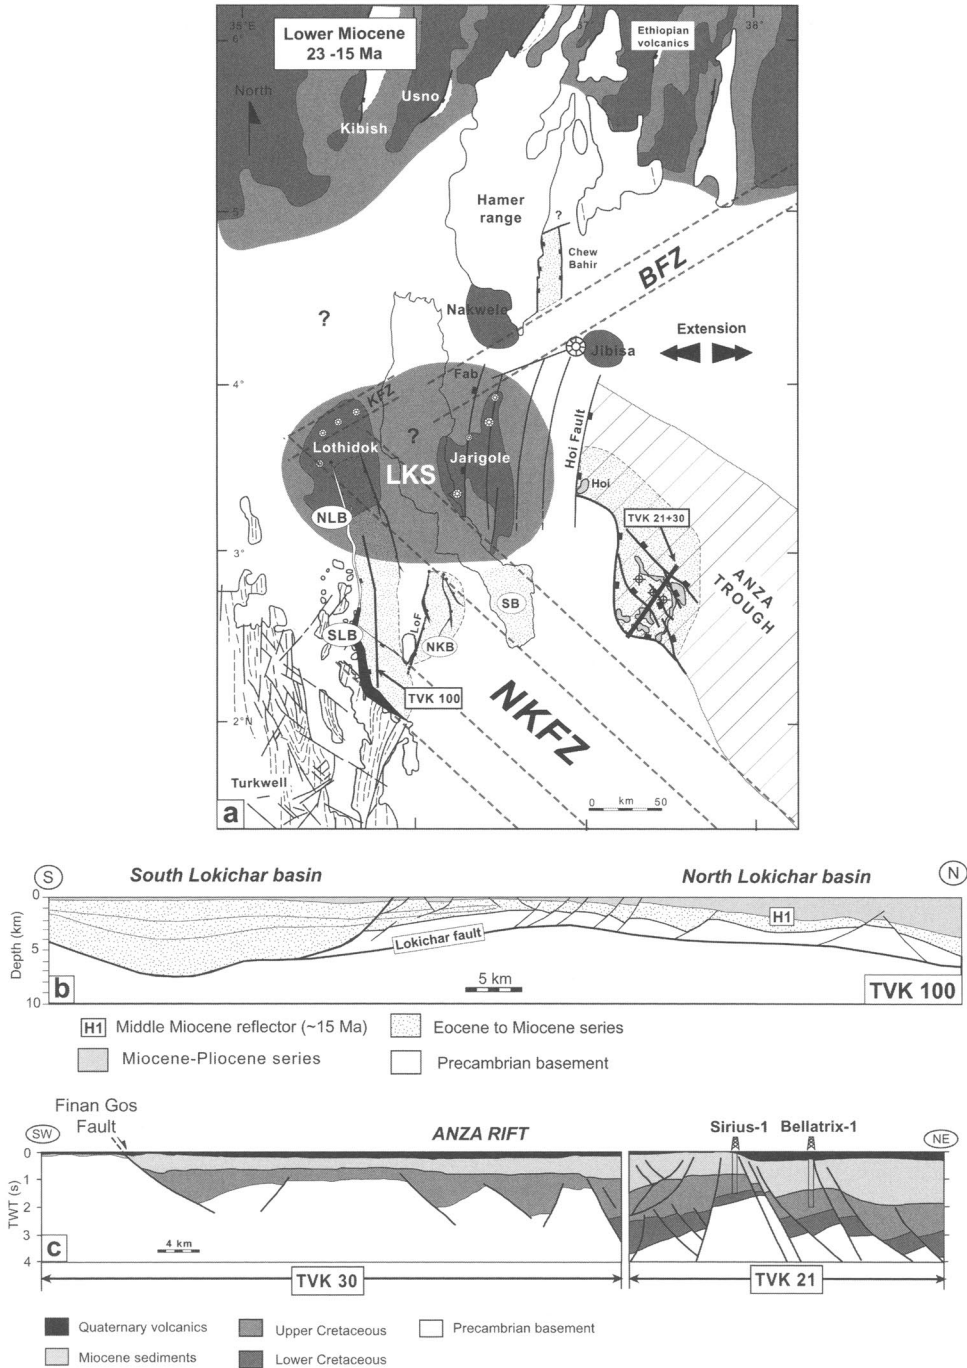 35°E
37°
38°
6°
Lower Miocene
23 -15 Ma
Ethiopian
volcanics
North
Usno
Kibish
Hamer
range
5°
?
Chew
Bahir
BFZ
?
Nakwele
Extension
Jibisa
4°
Fab
KFZ
?
Lothidok
Jarigole
LKS
Hoi Fault
Hoi
NLB
TVK 21+30
3°
ANZA
TROUGH
SB
LoF
SLB
NKB
TVK 100
NKFZ
2°N
Turkwell
0 km 50
a
S
South Lokichar basin
North Lokichar basin
N
0
H1
Depth (km)
Lokichar fault
5
5 km
b
TVK 100
10
H1 Middle Miocene reflector (~15 Ma)
Eocene to Miocene series
Miocene-Pliocene series
Precambrian basement
Finan Gos
Fault
SW
ANZA RIFT
Sirius-1
Bellatrix-1
NE
0
1
TWT (s)
2
3
c
4 km
4
TVK 30
TVK 21
Quaternary volcanics
Upper Cretaceous
Precambrian basement
Miocene sediments
Lower Cretaceous